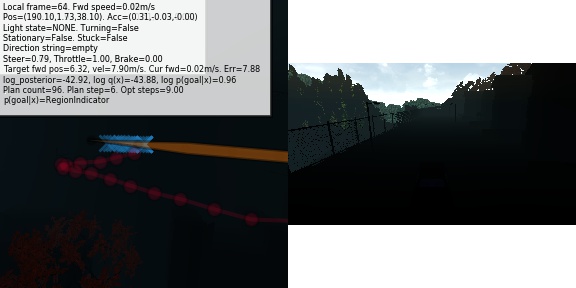 Local frame=64. Fwd speed=0.02m/s
Pos=(190.10,1.73,38.10). Acc=(0.31,-0.03,-0.00)
Light state=NONE. Turning=False
Stationary=False. Stuck=False
Direction string=empty
Steer=0.79, Throttle=1.00, Brake=0.00
Target fwd pos=6.32, vel=7.90m/s. Cur fwd=0.02m/s. Err=7.88
log_posterior=-42.92, log q(x)=-43.88, log p(goal|x)=0.96
Plan count=96. Plan step=6. Opt steps=9.00
p(goal|x)=RegionIndicator